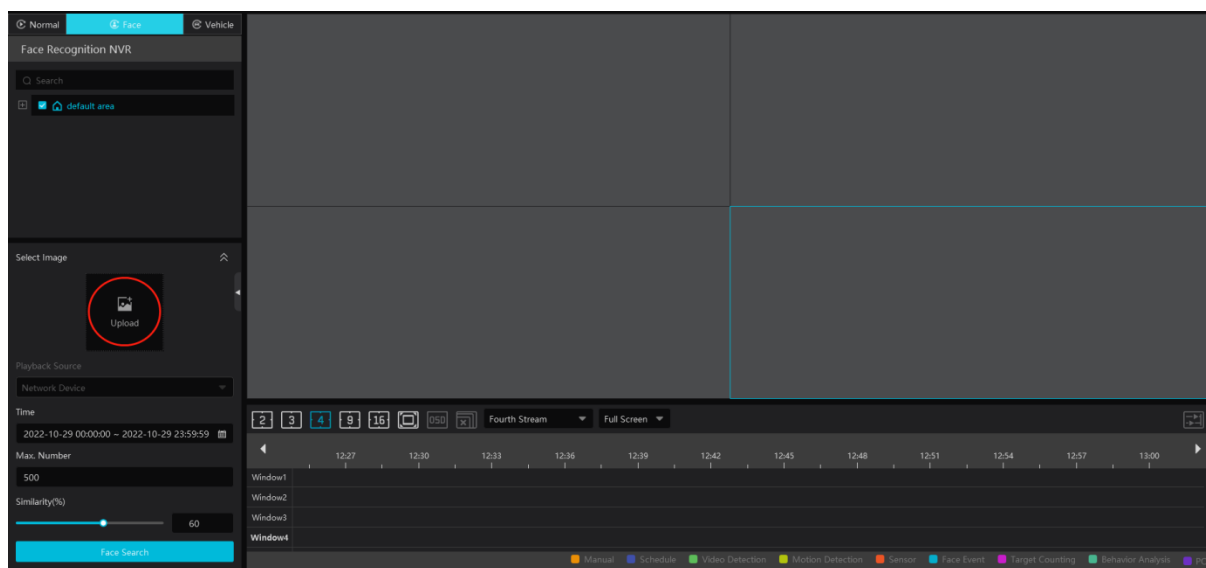 Normal Face Vehicle
Face Recognition NVR
Search
default area
Select Image
Upload
Playback Source
Network Device
Time
2022-10-29 00:00:00 ~ 2022-10-29 23:59:59
Max. Number
500
Similarity(%)
60
Face Search
2 3 4 9 16 OSD Fourth Stream Full Screen
12:27 12:30 12:33 12:36 12:39 12:42 12:45 12:48 12:51 12:54 12:57 13:00
Window1
Window2
Window3
Window4
Manual Schedule Video Detection Motion Detection Sensor Face Event Target Counting Behavior Analysis PO